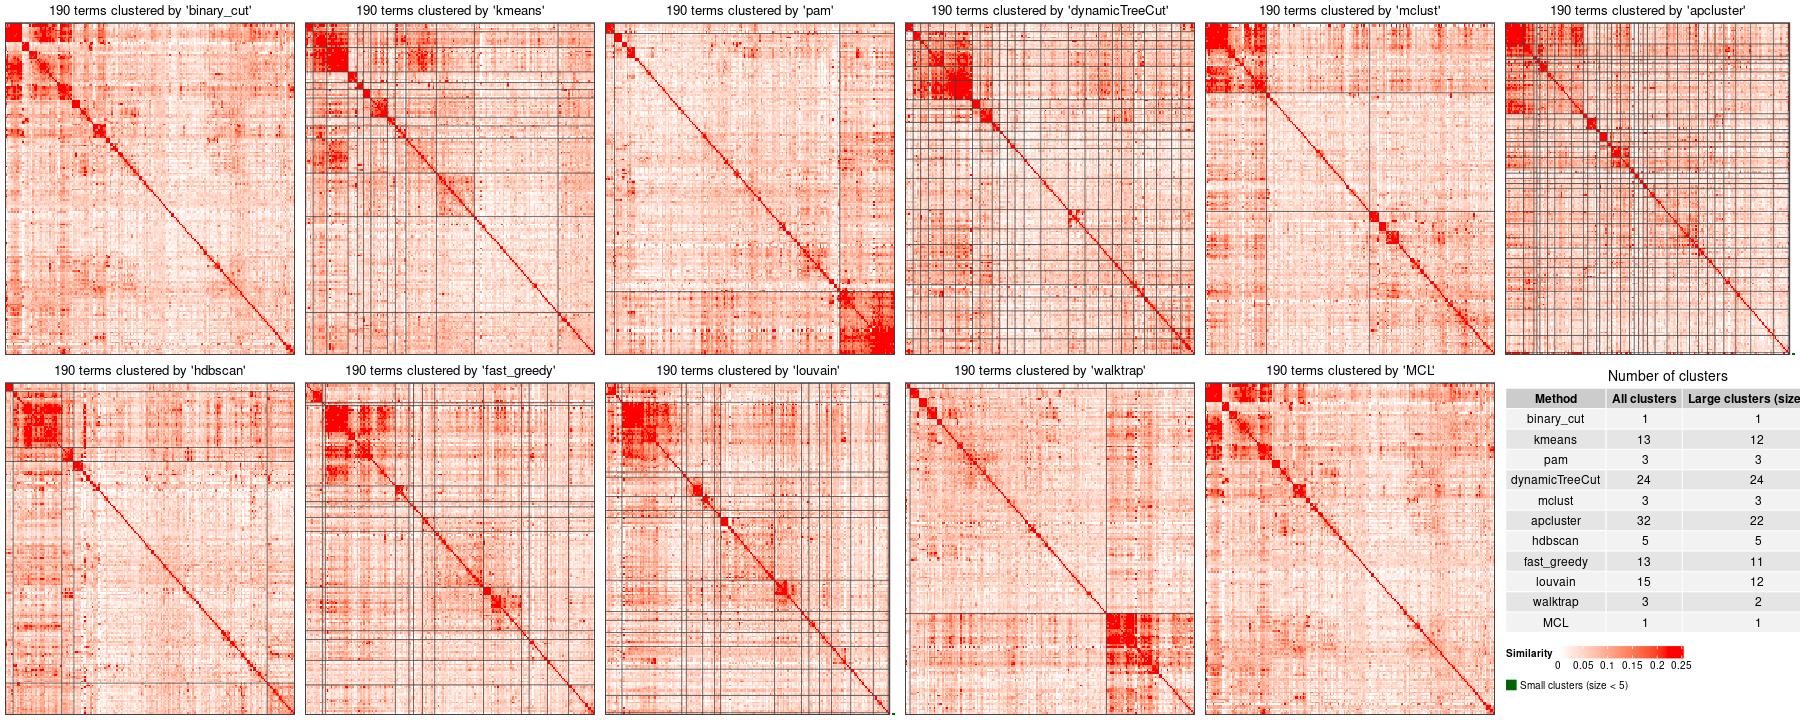 190 terms clustered by 'binary_cut'
190 terms clustered by 'kmeans'
190 terms clustered by 'pam'
190 terms clustered by 'dynamicTreeCut'
190 terms clustered by 'mclust'
190 terms clustered by 'apcluster'
190 terms clustered by 'hdbscan'
190 terms clustered by 'fast_greedy'
190 terms clustered by 'louvain'
190 terms clustered by 'walktrap'
190 terms clustered by 'MCL'
Number of clusters
Method All clusters Large clusters (size
binary_cut 1 1
kmeans 13 12
pam 3 3
dynamicTreeCut 24 24
mclust 3 3
apcluster 32 22
hdbscan 5 5
fast_greedy 13 11
louvain 15 12
walktrap 3 2
MCL 1 1
Similarity
0 0.05 0.1 0.15 0.2 0.25
Small clusters (size < 5)